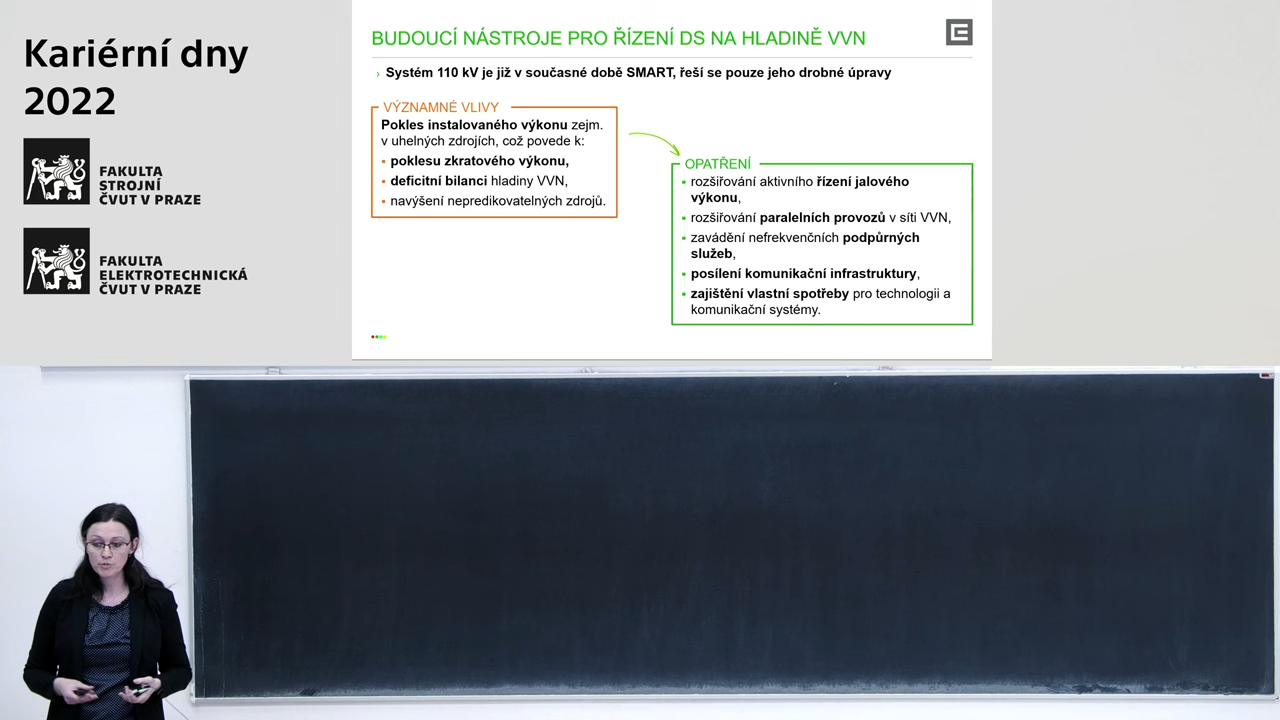 Kariérní dny
2022
FAKULTA
STROJNÍ
ČVUT V PRAZE
FAKULTA
ELEKTROTECHNICKÁ
ČVUT V PRAZE
BUDOUCÍ NÁSTROJE PRO ŘÍZENÍ DS NA HLADINĚ VVN
› Systém 110 kV je již v současné době SMART, řeší se pouze jeho drobné úpravy
VÝZNAMNÉ VLIVY
Pokles instalovaného výkonu zejm.
v uhelných zdrojích, což povede k:
▪ poklesu zkratového výkonu,
▪ deficitní bilanci hladiny VVN,
▪ navýšení nepredikovatelných zdrojů.
OPATŘENÍ
▪ rozšiřování aktivního řízení jalového
výkonu,
▪ rozšiřování paralelních provozů v síti VVN,
▪ zavádění nefrekvenčních podpůrných
služeb,
▪ posílení komunikační infrastruktury,
▪ zajištění vlastní spotřeby pro technologii a
komunikační systémy.